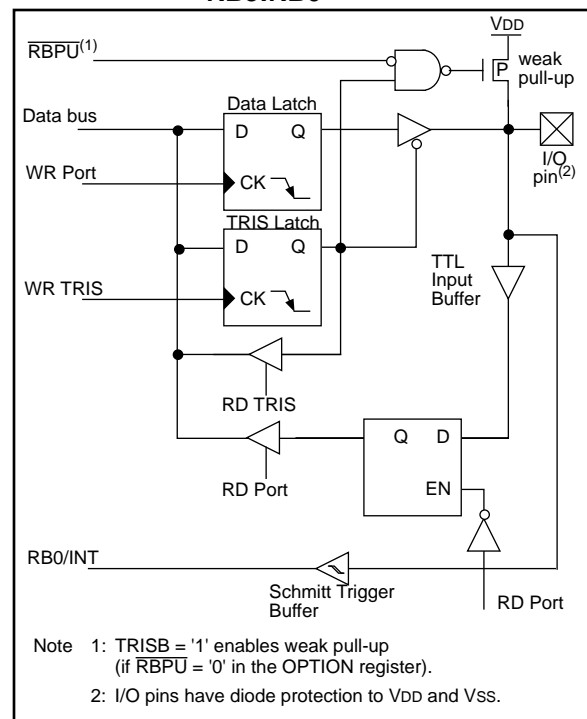 VDD
RBPU(1)
P
weak
pull-up
Data Latch
Data bus
D Q
I/O
pin(2)
WR Port
CK
TRIS Latch
D Q
TTL
Input
Buffer
WR TRIS
CK
RD TRIS
Q D
RD Port
EN
RB0/INT
Schmitt Trigger
Buffer
RD Port
Note 1: TRISB = '1' enables weak pull-up
(if RBPU = '0' in the OPTION register).
2: I/O pins have diode protection to VDD and VSS.